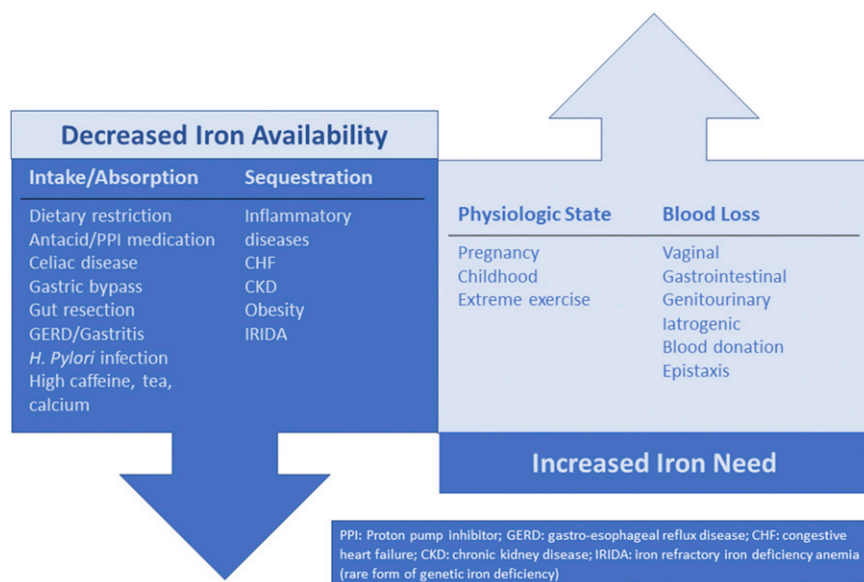 Decreased Iron Availability
Intake/Absorption
Dietary restriction
Antacid/PPI medication
Celiac disease
Gastric bypass
Gut resection
GERD/Gastritis
H. Pylori infection
High caffeine, tea,
calcium
Sequestration
Inflammatory
diseases
CHF
CKD
Obesity
IRIDA
Physiologic State
Pregnancy
Childhood
Extreme exercise
Blood Loss
Vaginal
Gastrointestinal
Genitourinary
Iatrogenic
Blood donation
Epistaxis
Increased Iron Need
PPI: Proton pump inhibitor; GERD: gastro-esophageal reflux disease; CHF: congestive
heart failure; CKD: chronic kidney disease; IRIDA: iron refractory iron deficiency anemia
(rare form of genetic iron deficiency)